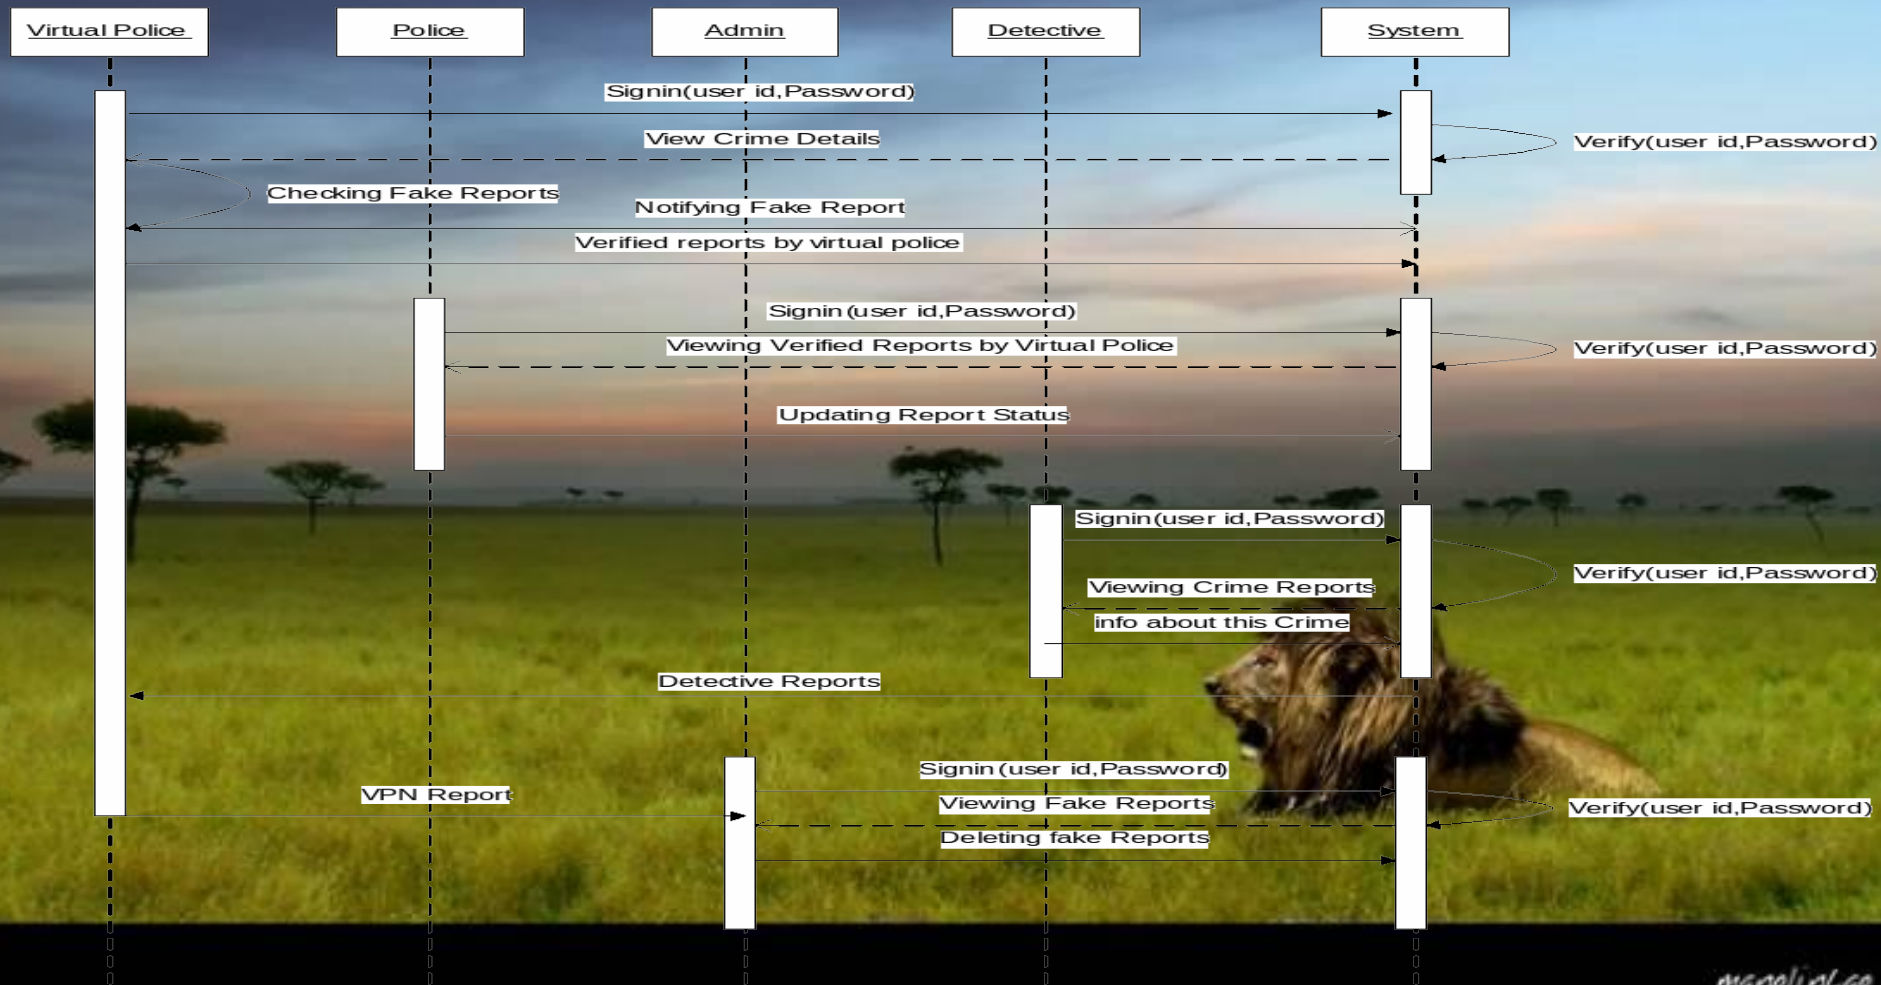 Virtual Police
Police
Admin
Detective
System
Signin(user id,Password)
View Crime Details
Verify(user id,Password)
Checking Fake Reports
Notifying Fake Report
Verified reports by virtual police
Signin(user id,Password)
Viewing Verified Reports by Virtual Police
Verify(user id,Password)
Updating Report Status
Signin(user id,Password)
Verify(user id,Password)
Viewing Crime Reports
info about this Crime
Detective Reports
Signin(user id,Password)
VPN Report
Viewing Fake Reports
Verify(user id,Password)
Deleting fake Reports